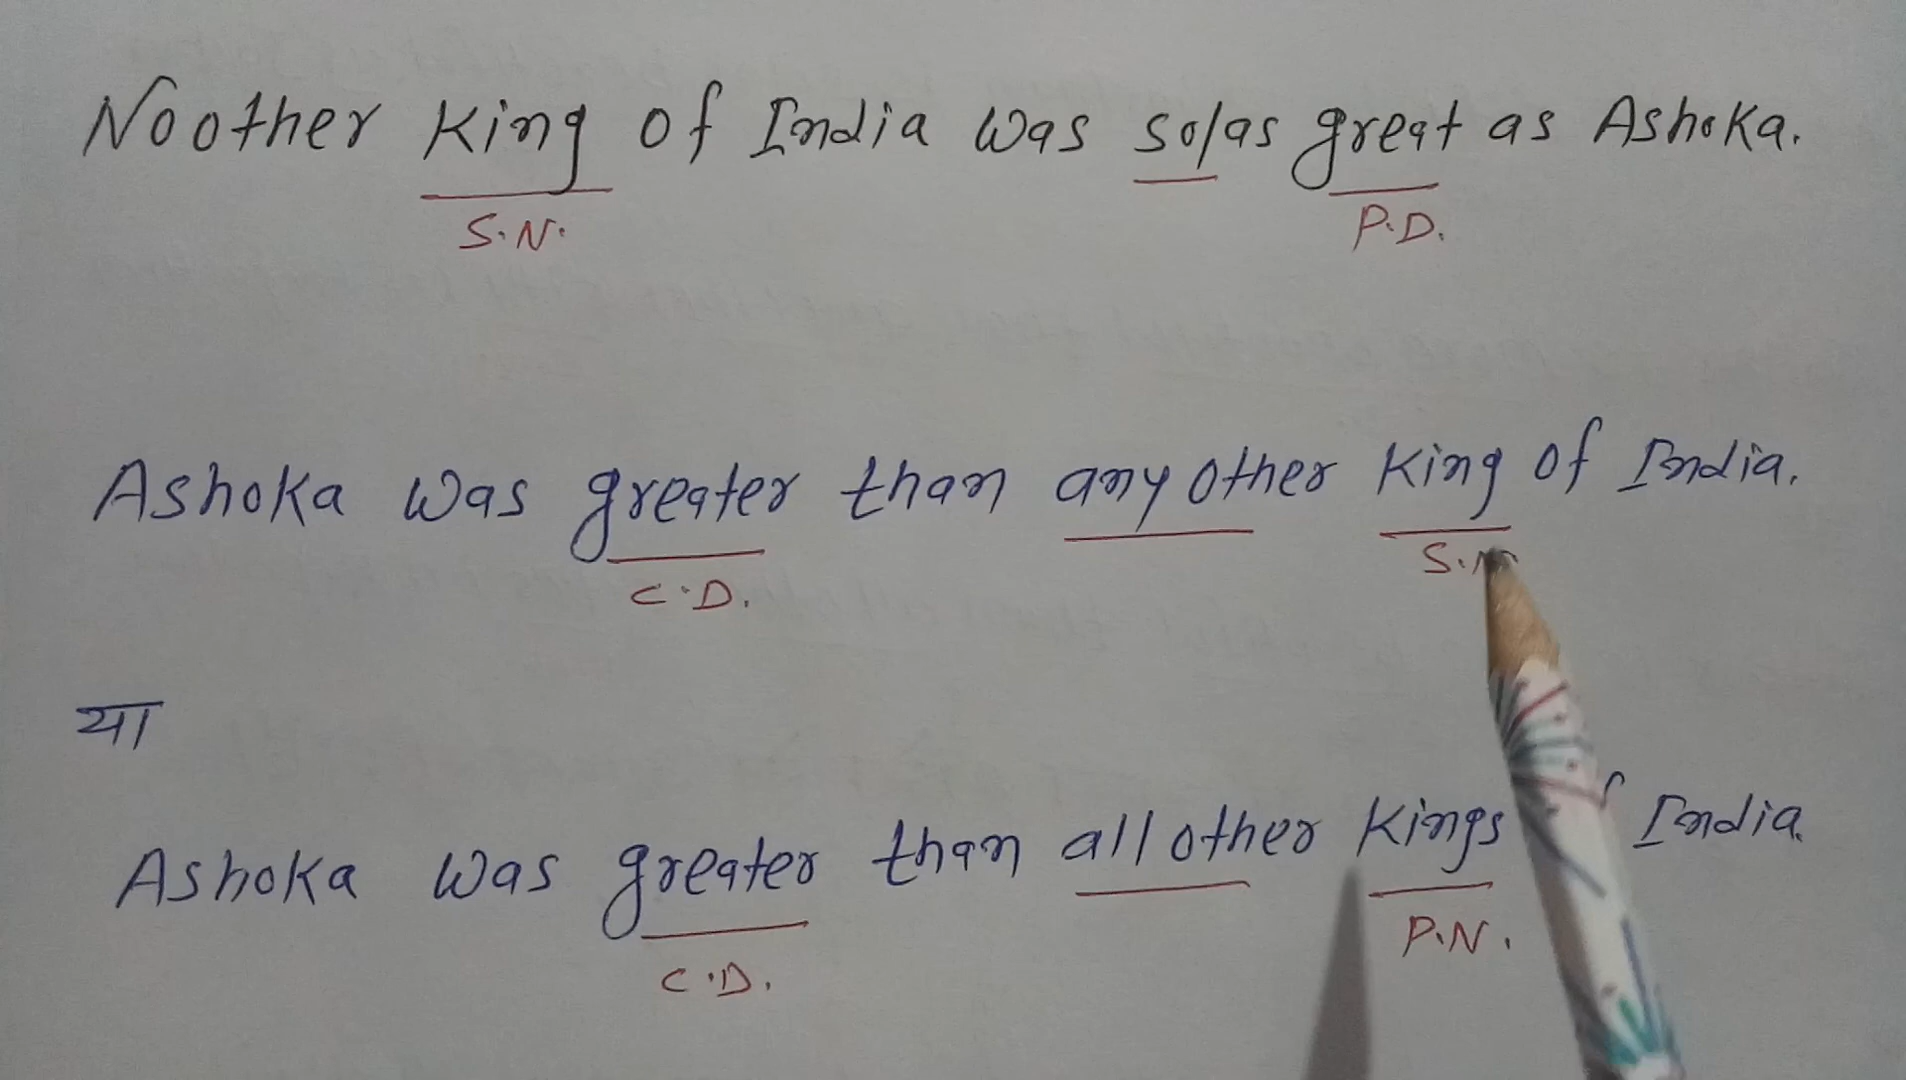 No other King of India was so/as great as Ashoka.
S.N. P.D.
Ashoka was greater than any other King of India.
C.D. S.N
या
Ashoka was greater than all other Kings India.
C.D. P.N.